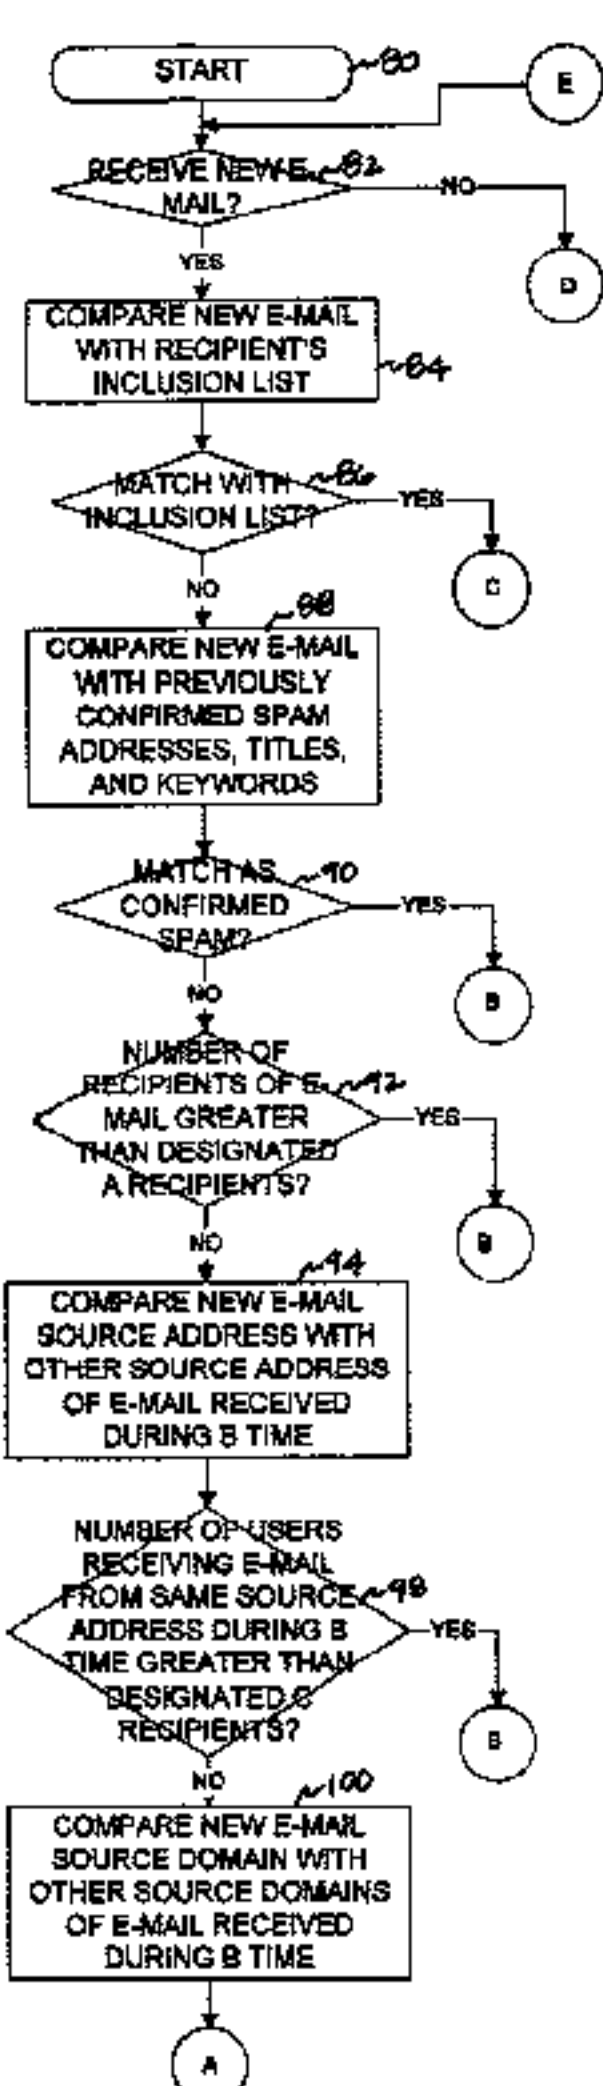 START
~80
E
RECEIVE NEW E-
~82
MAIL?
NO
YES
D
COMPARE NEW E-MAIL
WITH RECIPIENT'S
INCLUSION LIST
~84
MATCH WITH
~86
INCLUSION LIST?
YES
C
NO
~88
COMPARE NEW E-MAIL
WITH PREVIOUSLY
CONFIRMED SPAM
ADDRESSES, TITLES,
AND KEYWORDS
MATCH AS
~90
CONFIRMED
SPAM?
YES
B
NO
NUMBER OF
RECIPIENTS OF E-
~92
MAIL GREATER
THAN DESIGNATED
A RECIPIENTS?
YES
B
NO
~94
COMPARE NEW E-MAIL
SOURCE ADDRESS WITH
OTHER SOURCE ADDRESS
OF E-MAIL RECEIVED
DURING B TIME
NUMBER OF USERS
RECEIVING E-MAIL
FROM SAME SOURCE
~98
ADDRESS DURING B
TIME GREATER THAN
DESIGNATED C
RESIPIENTS?
YES
B
NO
~100
COMPARE NEW E-MAIL
SOURCE DOMAIN WITH
OTHER SOURCE DOMAINS
OF E-MAIL RECEIVED
DURING B TIME
A